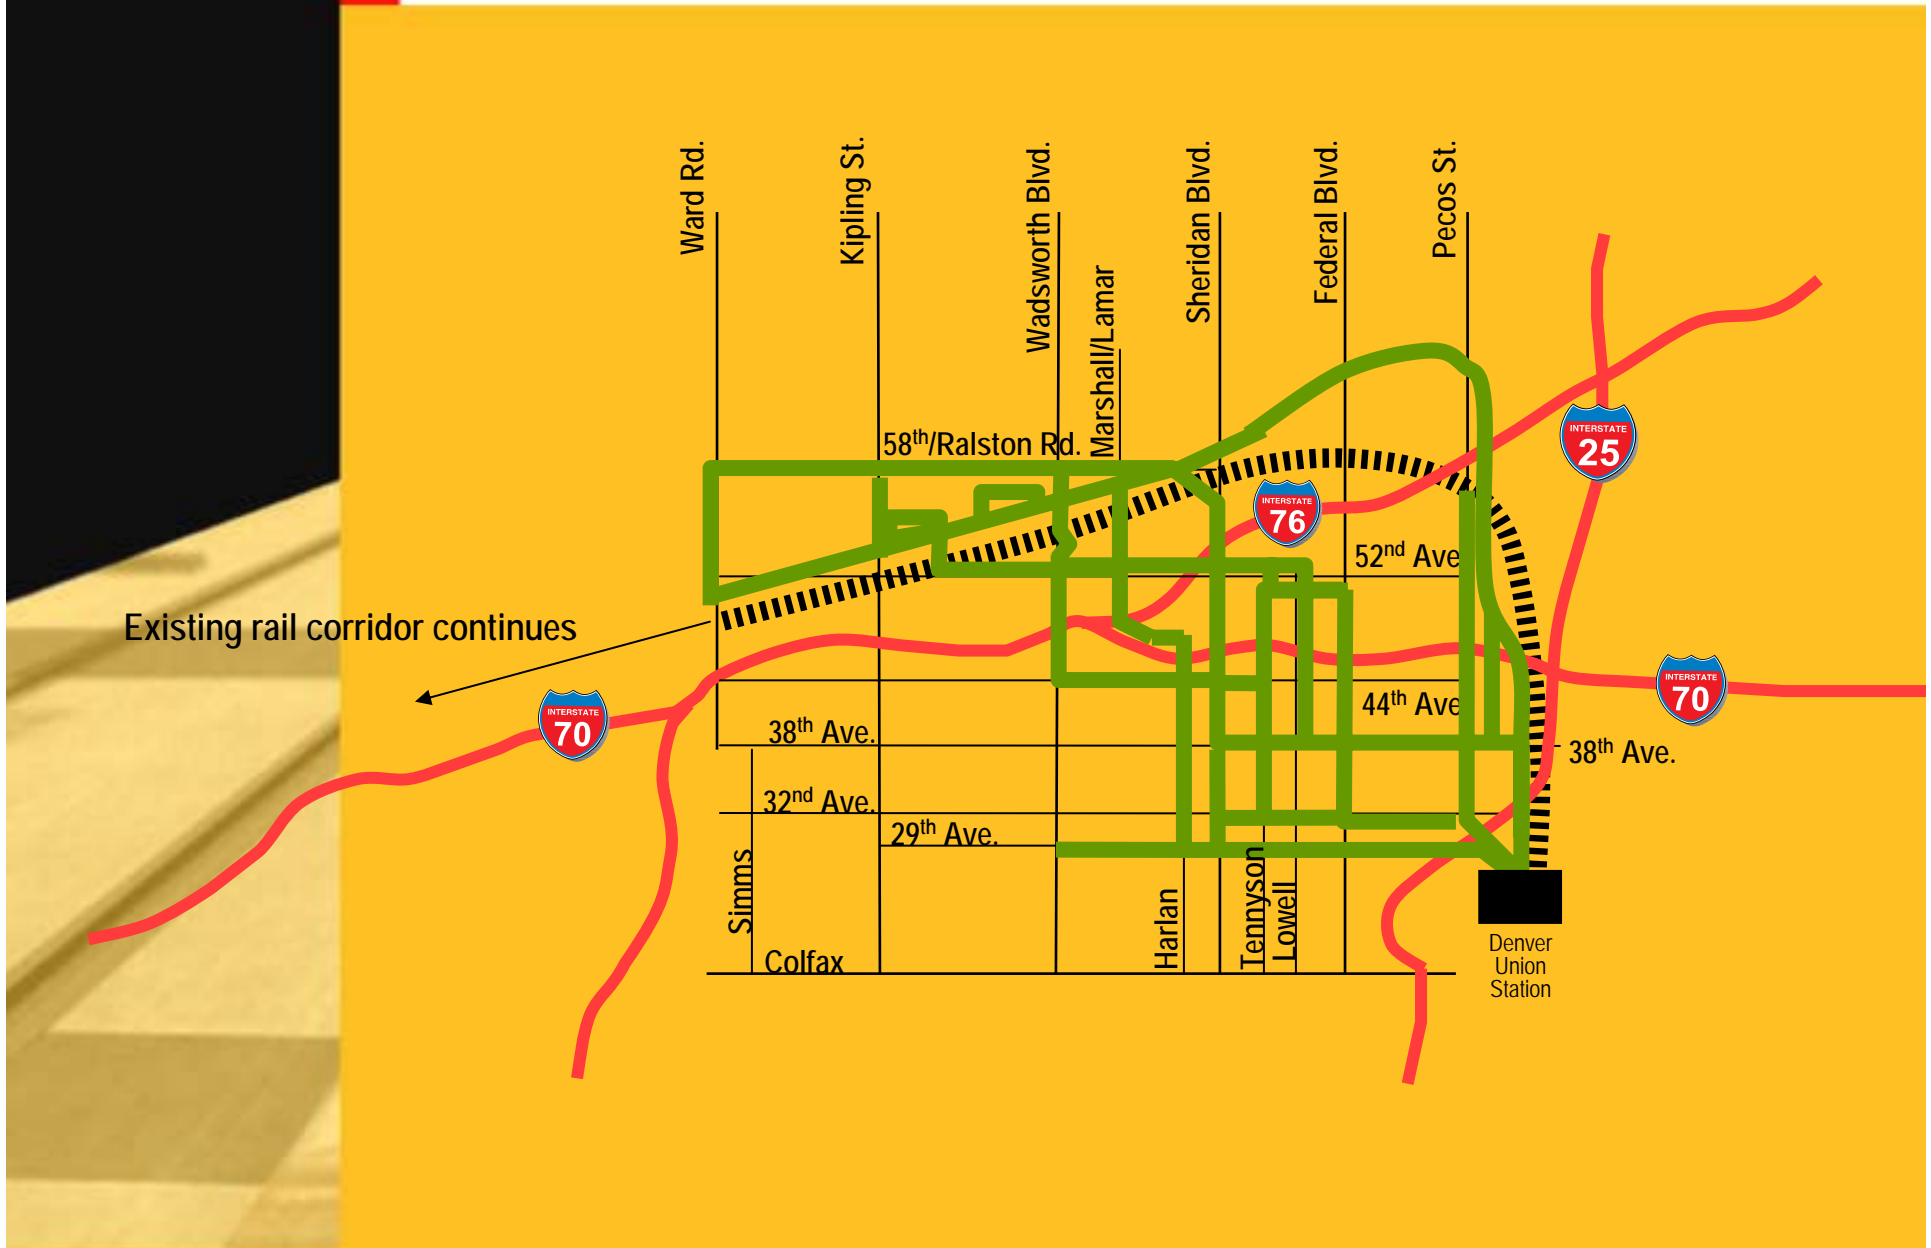 Ward Rd.
Kipling St.
Wadsworth Blvd.
Marshall/Lamar
Sheridan Blvd.
Federal Blvd.
Pecos St.
58th/Ralston Rd.
INTERSTATE
25
INTERSTATE
76
52nd Ave
Existing rail corridor continues
INTERSTATE
70
INTERSTATE
70
44th Ave
38th Ave.
38th Ave.
32nd Ave.
29th Ave.
Simms
Harlan
Tennyson
Lowell
Colfax
Denver
Union
Station